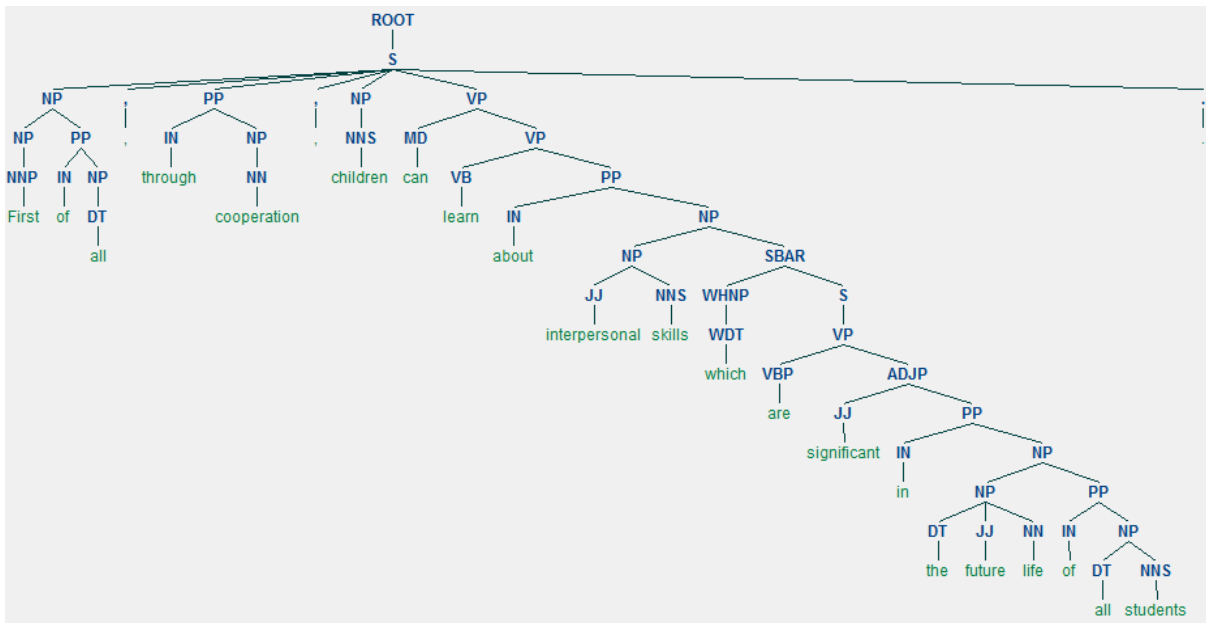 ROOT
S
NP , PP , NP VP .
NP PP , IN NP , NNS MD VP .
NNP IN NP through NN children can VB PP
First of DT cooperation learn IN NP
all about NP SBAR
JJ NNS WHNP S
interpersonal skills WDT VP
which VBP ADJP
are JJ PP
significant IN NP
in NP PP
DT JJ NN IN NP
the future life of DT NNS
all students